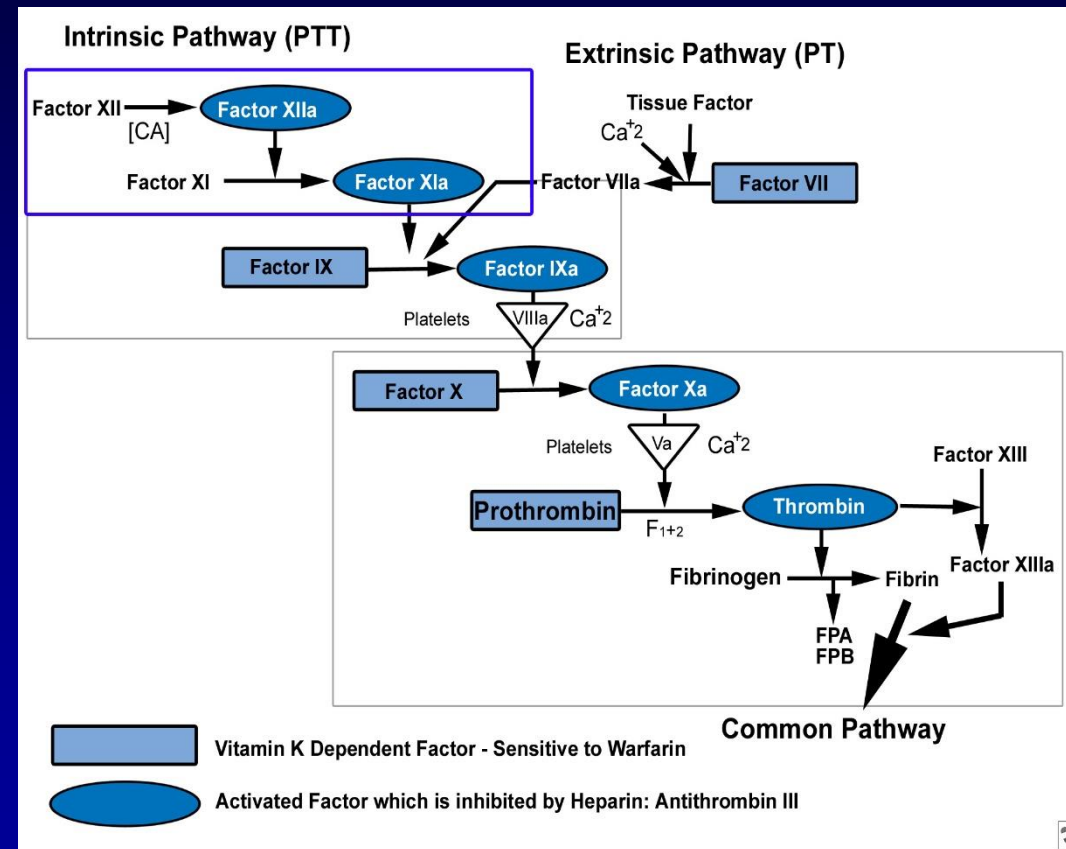 Intrinsic Pathway (PTT)
Extrinsic Pathway (PT)
Factor XII
[CA]
Factor XIIa
Tissue Factor
Ca+2
Factor XI
Factor XIa
Factor VIIa
Factor VII
Factor IX
Factor IXa
Platelets
VIIIa
Ca+2
Factor X
Factor Xa
Platelets
Va
Ca+2
Factor XIII
Prothrombin
F1+2
Thrombin
Fibrinogen
Fibrin
Factor XIIIa
FPA
FPB
Common Pathway
Vitamin K Dependent Factor - Sensitive to Warfarin
Activated Factor which is inhibited by Heparin: Antithrombin III